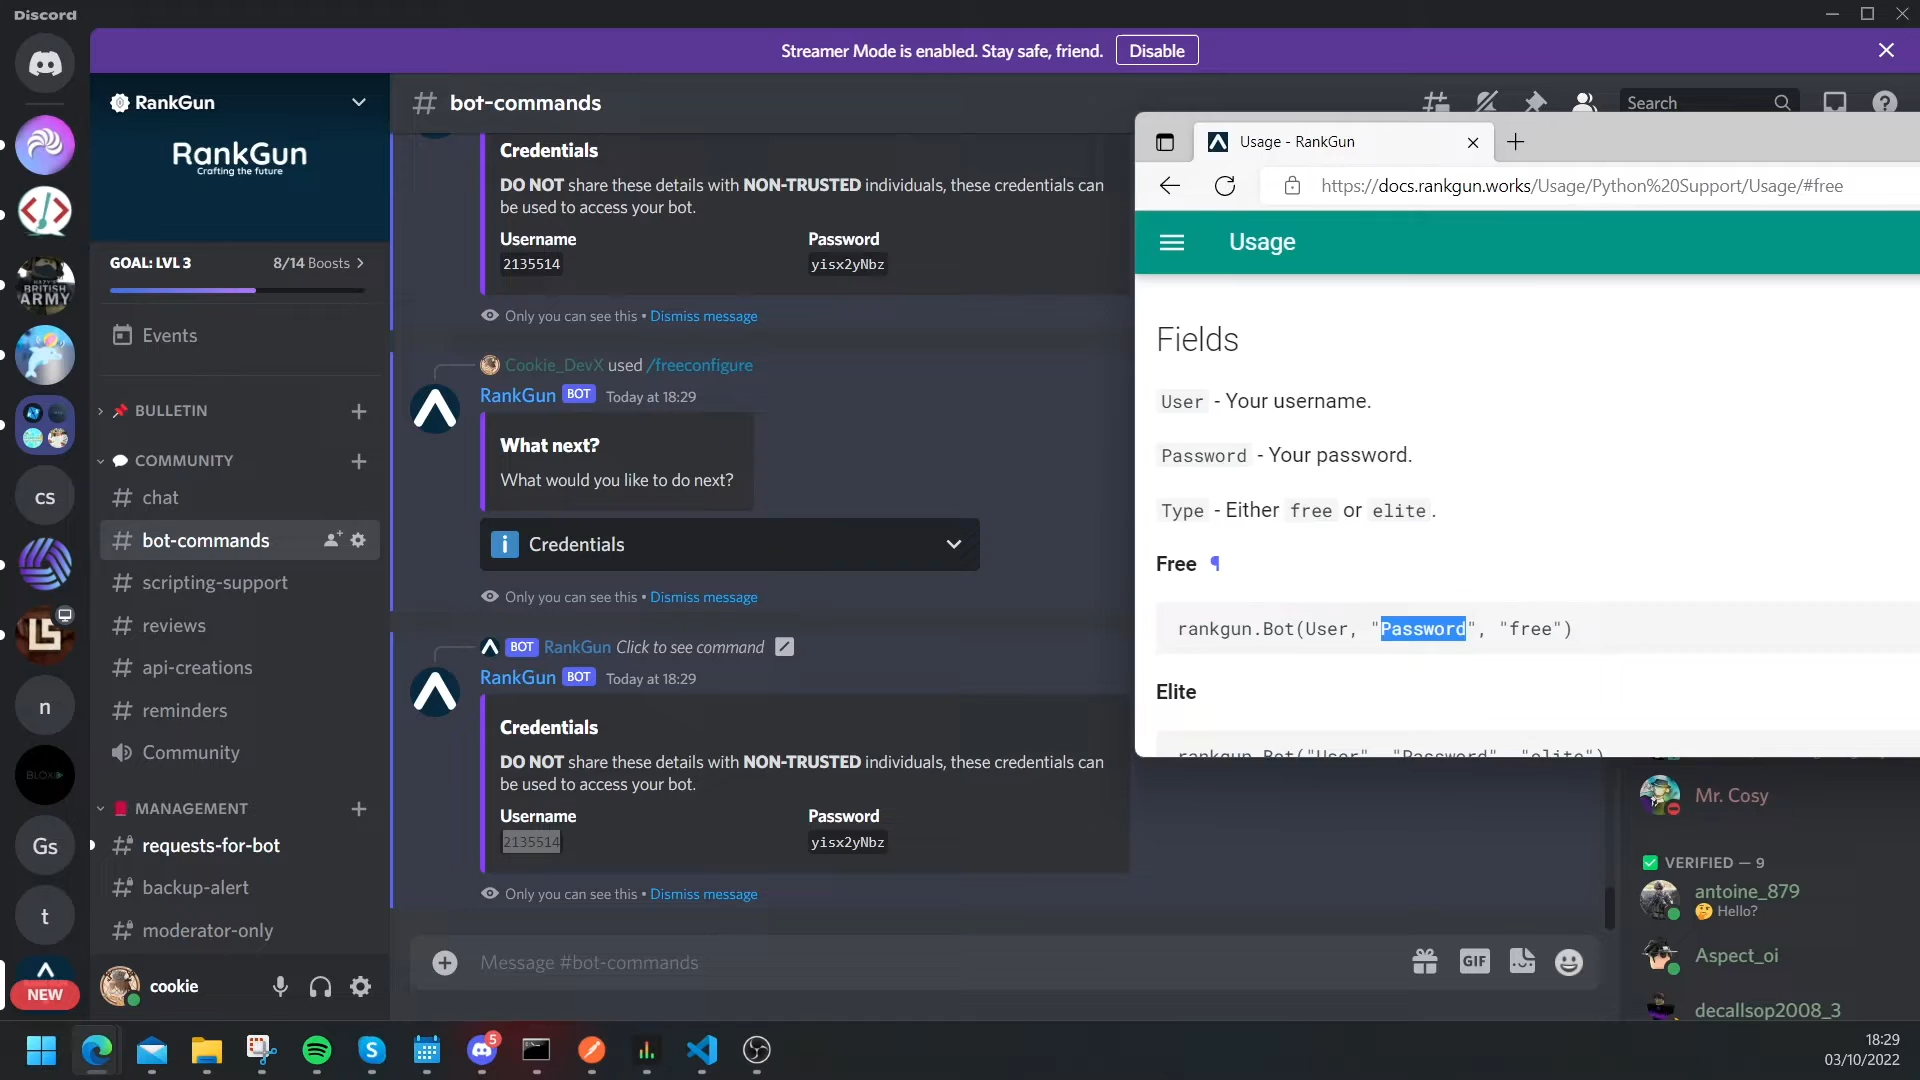 Discord
Streamer Mode is enabled. Stay safe, friend.
Disable
RankGun
RankGun
Crafting the future
GOAL: LVL 3
8/14 Boosts
Events
BULLETIN
COMMUNITY
chat
bot-commands
scripting-support
reviews
api-creations
reminders
Community
MANAGEMENT
requests-for-bot
backup-alert
moderator-only
cookie
BRITISH
ARMY
cs
n
BLOX
Gs
t
NEW
bot-commands
Search
Credentials
DO NOT share these details with NON-TRUSTED individuals, these credentials can
be used to access your bot.
Username
Password
2135514
yisx2yNbz
Only you can see this • Dismiss message
Cookie_DevX used /freeconfigure
RankGun BOT Today at 18:29
What next?
What would you like to do next?
Credentials
Only you can see this • Dismiss message
BOT RankGun Click to see command
RankGun BOT Today at 18:29
Credentials
DO NOT share these details with NON-TRUSTED individuals, these credentials can
be used to access your bot.
Username
Password
2135514
yisx2yNbz
Only you can see this • Dismiss message
Message #bot-commands
GIF
Usage - RankGun
https://docs.rankgun.works/Usage/Python%20Support/Usage/#free
Usage
Fields
User - Your username.
Password - Your password.
Type - Either free or elite.
Free ¶
rankgun.Bot(User, "Password", "free")
Elite
rankgun.Bot("User", "Password", "elite")
Mr. Cosy
VERIFIED — 9
antoine_879
Hello?
Aspect_oi
decallsop2008_3
5
18:29
03/10/2022